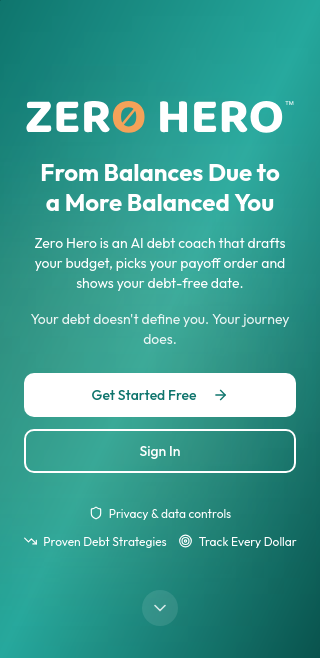 ZERØ HERO™
From Balances Due to
a More Balanced You
Zero Hero is an AI debt coach that drafts
your budget, picks your payoff order and
shows your debt-free date.
Your debt doesn't define you. Your journey
does.
Get Started Free
Sign In
Privacy & data controls
Proven Debt Strategies Track Every Dollar